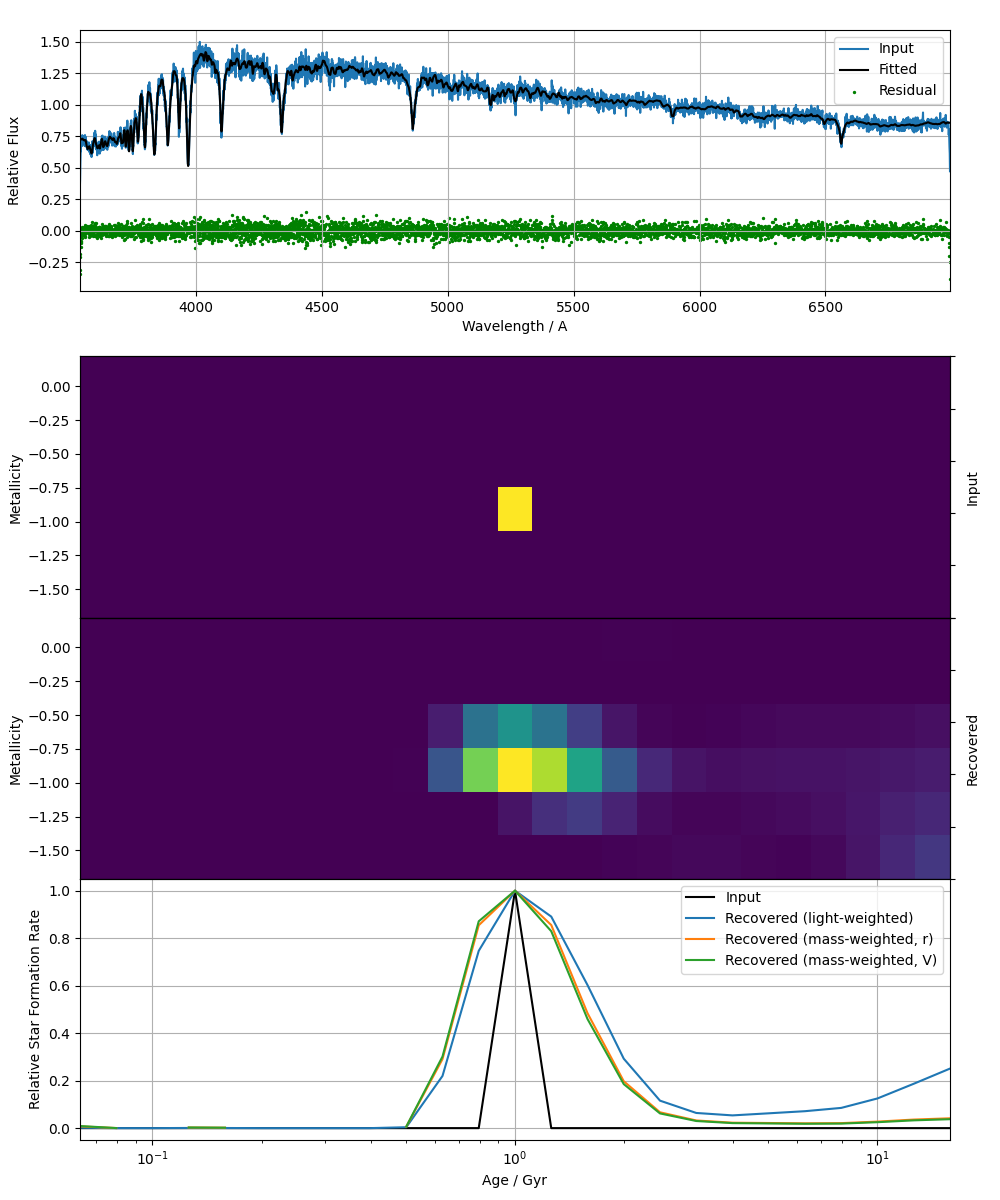 1.50
1.25
1.00
0.75
0.50
0.25
0.00
−0.25
Relative Flux
Input
Fitted
Residual
4000
4500
5000
5500
6000
6500
Wavelength / A
0.00
−0.25
−0.50
−0.75
−1.00
−1.25
−1.50
Metallicity
Input
0.00
−0.25
−0.50
−0.75
−1.00
−1.25
−1.50
Metallicity
Recovered
1.0
0.8
0.6
0.4
0.2
0.0
Relative Star Formation Rate
Input
Recovered (light-weighted)
Recovered (mass-weighted, r)
Recovered (mass-weighted, V)
10⁻¹
10⁰
10¹
Age / Gyr